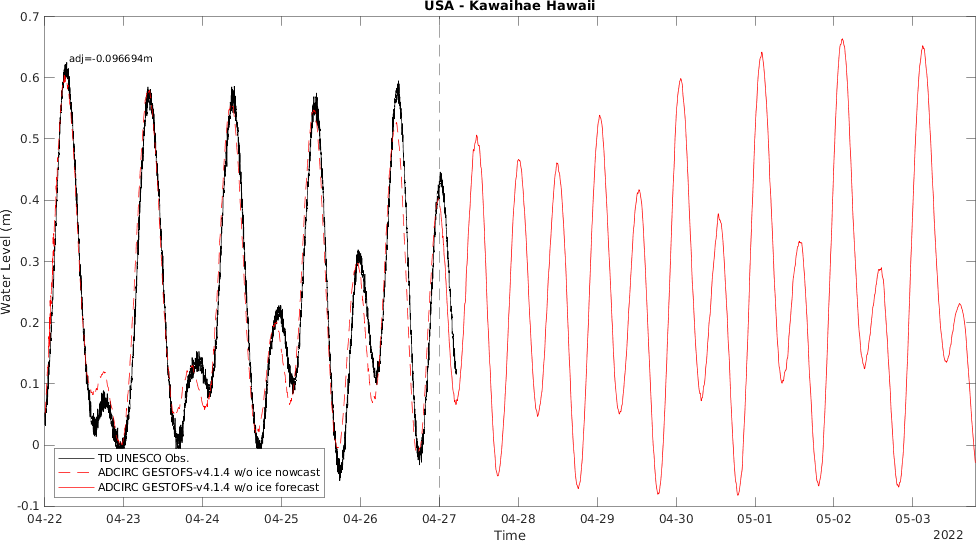 USA - Kawaihae Hawaii
0.7
adj=-0.096694m
0.6
0.5
0.4
0.3
0.2
0.1
0
-0.1
Water Level (m)
TD UNESCO Obs.
ADCIRC GESTOFS-v4.1.4 w/o ice nowcast
ADCIRC GESTOFS-v4.1.4 w/o ice forecast
04-22 04-23 04-24 04-25 04-26 04-27 04-28 04-29 04-30 05-01 05-02 05-03
Time
2022